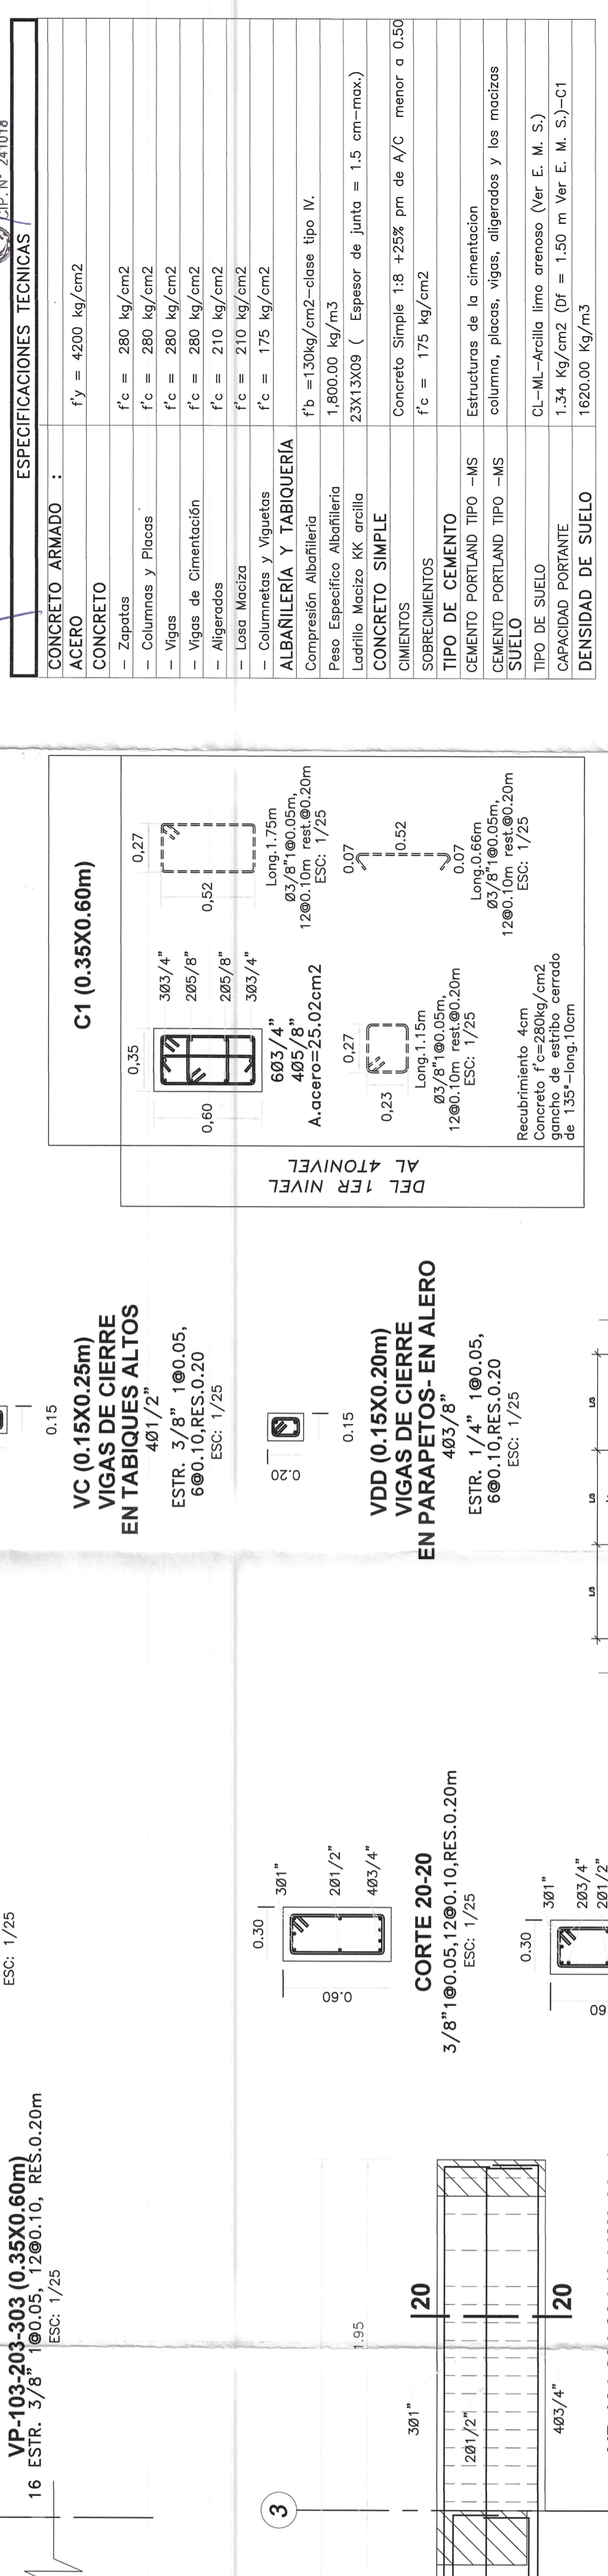 CIP. N° 241018
ESPECIFICACIONES TECNICAS
CONCRETO ARMADO :
ACERO f'y = 4200 kg/cm2
CONCRETO
– Zapatas f'c = 280 kg/cm2
– Columnas y Placas f'c = 280 kg/cm2
– Vigas f'c = 280 kg/cm2
– Vigas de Cimentación f'c = 280 kg/cm2
– Aligerados f'c = 210 kg/cm2
– Losa Maciza f'c = 210 kg/cm2
– Columnetas y Viguetas f'c = 175 kg/cm2
ALBAÑILERÍA Y TABIQUERÍA
Compresión Albañileria f'b =130kg/cm2–clase tipo IV.
Peso Especifico Albañileria 1,800.00 kg/m3
Ladrillo Macizo KK arcilla 23X13X09 ( Espesor de junta = 1.5 cm–max.)
CONCRETO SIMPLE
CIMIENTOS Concreto Simple 1:8 +25% pm de A/C menor a 0.50
SOBRECIMIENTOS f'c = 175 kg/cm2
TIPO DE CEMENTO
CEMENTO PORTLAND TIPO –MS Estructuras de la cimentacion
CEMENTO PORTLAND TIPO –MS columna, placas, vigas, aligerados y los macizas
SUELO
TIPO DE SUELO CL–ML–Arcilla limo arenoso (Ver E. M. S.)
CAPACIDAD PORTANTE 1.34 Kg/cm2 (Df = 1.50 m Ver E. M. S.)–C1
DENSIDAD DE SUELO 1620.00 Kg/m3
C1 (0.35X0.60m)
DEL 1ER NIVEL
AL 4TONIVEL
0,35
0,60
3Ø3/4"
2Ø5/8"
2Ø5/8"
3Ø3/4"
6Ø3/4"
4Ø5/8"
A.acero=25.02cm2
0,27
0,52
Long.1.75m
Ø3/8"1@0.05m,
12@0.10m rest.@0.20m
ESC: 1/25
0,27
0,23
Long.1.15m
Ø3/8"1@0.05m,
12@0.10m rest.@0.20m
ESC: 1/25
0.07
0.52
0.07
Long.0.66m
Ø3/8"1@0.05m,
12@0.10m rest.@0.20m
ESC: 1/25
Recubrimiento 4cm
Concreto f'c=280kg/cm2
gancho de estribo cerrado
de 135°–long.10cm
0.15
VC (0.15X0.25m)
VIGAS DE CIERRE
EN TABIQUES ALTOS
4Ø1/2"
ESTR. 3/8" 1@0.05,
6@0.10,RES.0.20
ESC: 1/25
0.20
0.15
VDD (0.15X0.20m)
VIGAS DE CIERRE
EN PARAPETOS- EN ALERO
4Ø3/8"
ESTR. 1/4" 1@0.05,
6@0.10,RES.0.20
ESC: 1/25
L/3
L/3
L/3
ESC: 1/25
0.30
0.60
3Ø1"
2Ø1/2"
4Ø3/4"
CORTE 20-20
3/8"1@0.05,12@0.10,RES.0.20m
ESC: 1/25
0.30
3Ø1"
2Ø3/4"
2Ø1/2"
VP-103-203-303 (0.35X0.60m)
16 ESTR. 3/8" 1@0.05, 12@0.10, RES.0.20m
ESC: 1/25
1.95
3
3Ø1"
2Ø1/2"
4Ø3/4"
20
20